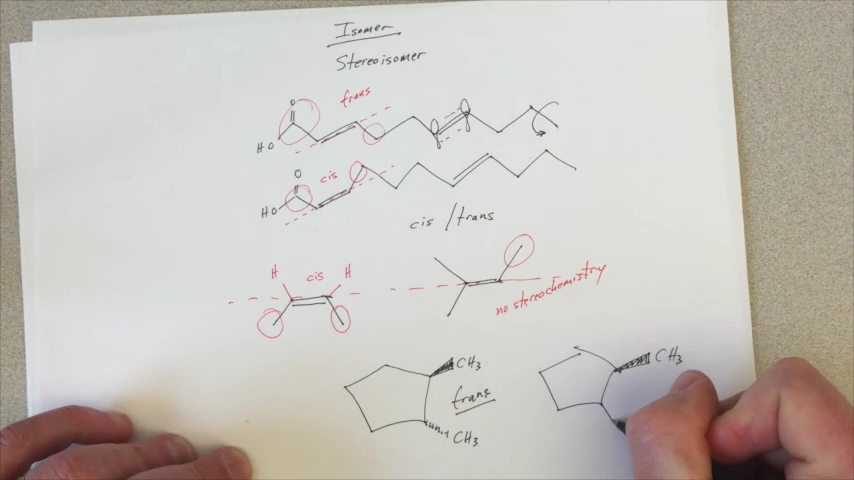 Isomer
Stereoisomer
trans
O
HO
cis
O
HO
cis/trans
H cis H
no stereochemistry
CH3
trans
CH3
CH3